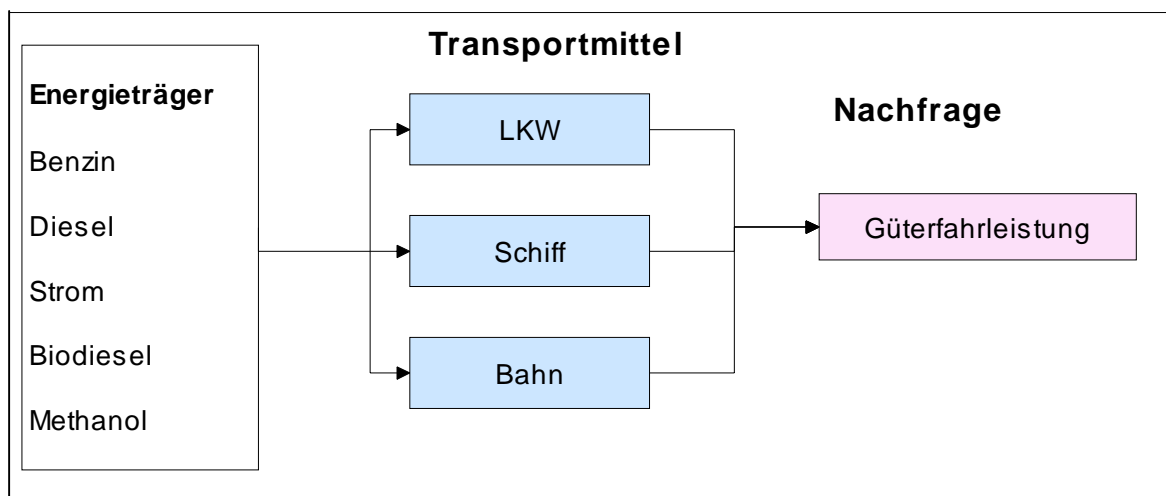 Energieträger
Benzin
Diesel
Strom
Biodiesel
Methanol
Transportmittel
LKW
Schiff
Bahn
Nachfrage
Güterfahrleistung